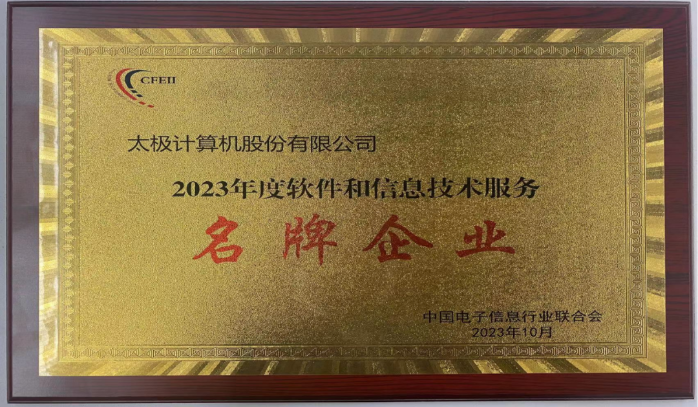 CFEII
太极计算机股份有限公司
2023年度软件和信息技术服务
名牌企业
中国电子信息行业联合会
2023年10月